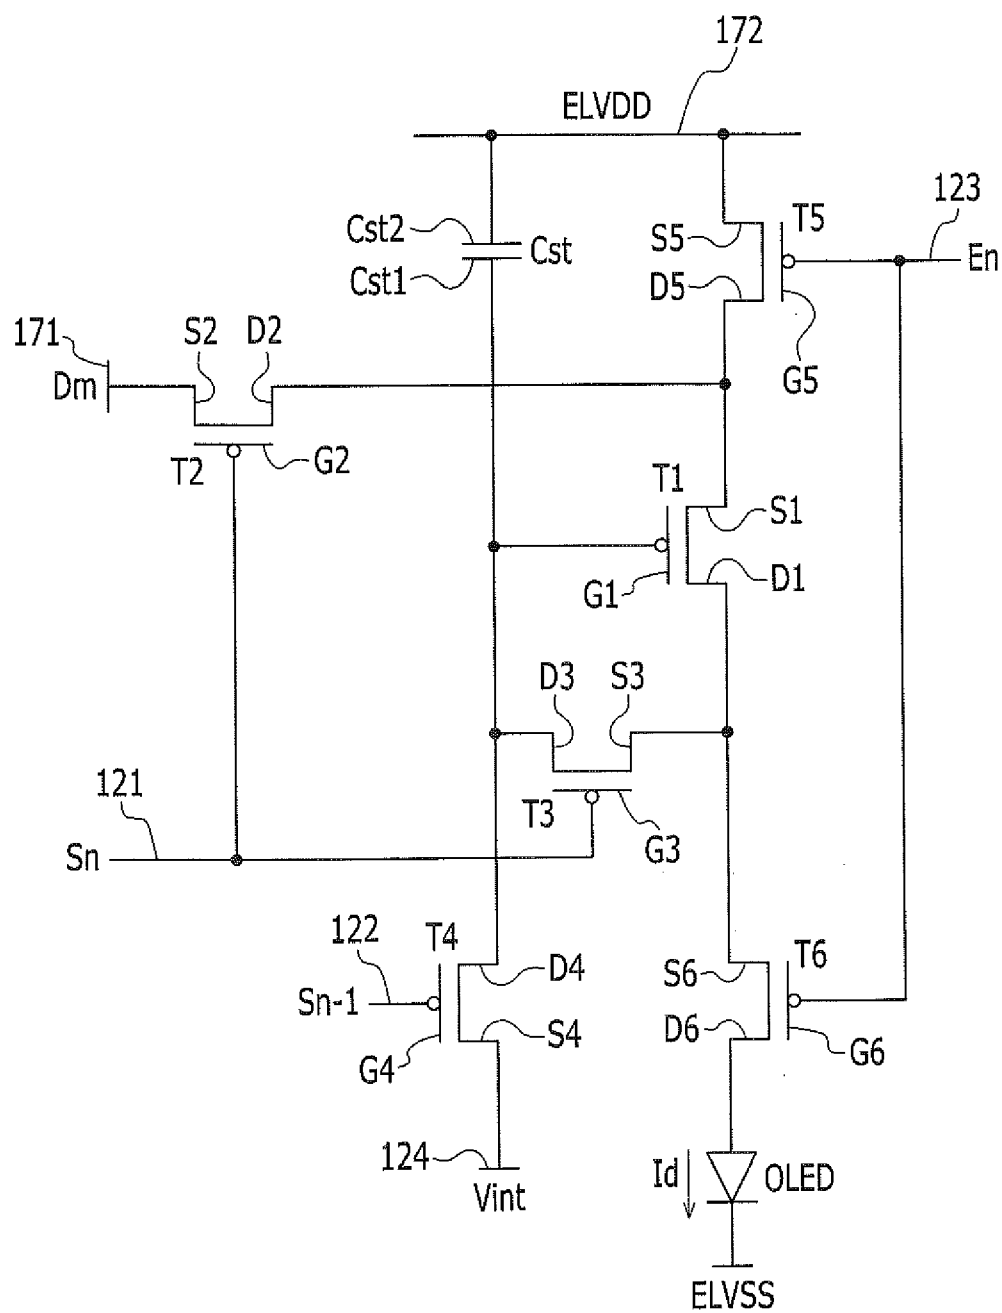 172
ELVDD
123
T5
Cst2
S5
Cst
En
Cst1
D5
171
S2
D2
Dm
G5
T2
G2
T1
S1
G1
D1
D3
S3
121
T3
G3
Sn
122
T4
T6
D4
S6
Sn-1
S4
D6
G4
G6
124
Vint
Id
OLED
ELVSS